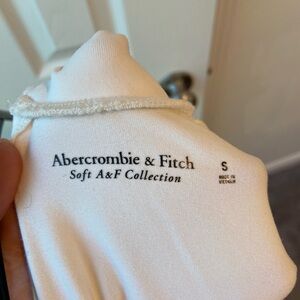 Abercrombie & Fitch
Soft A&F Collection
S
MADE IN
VIETNAM